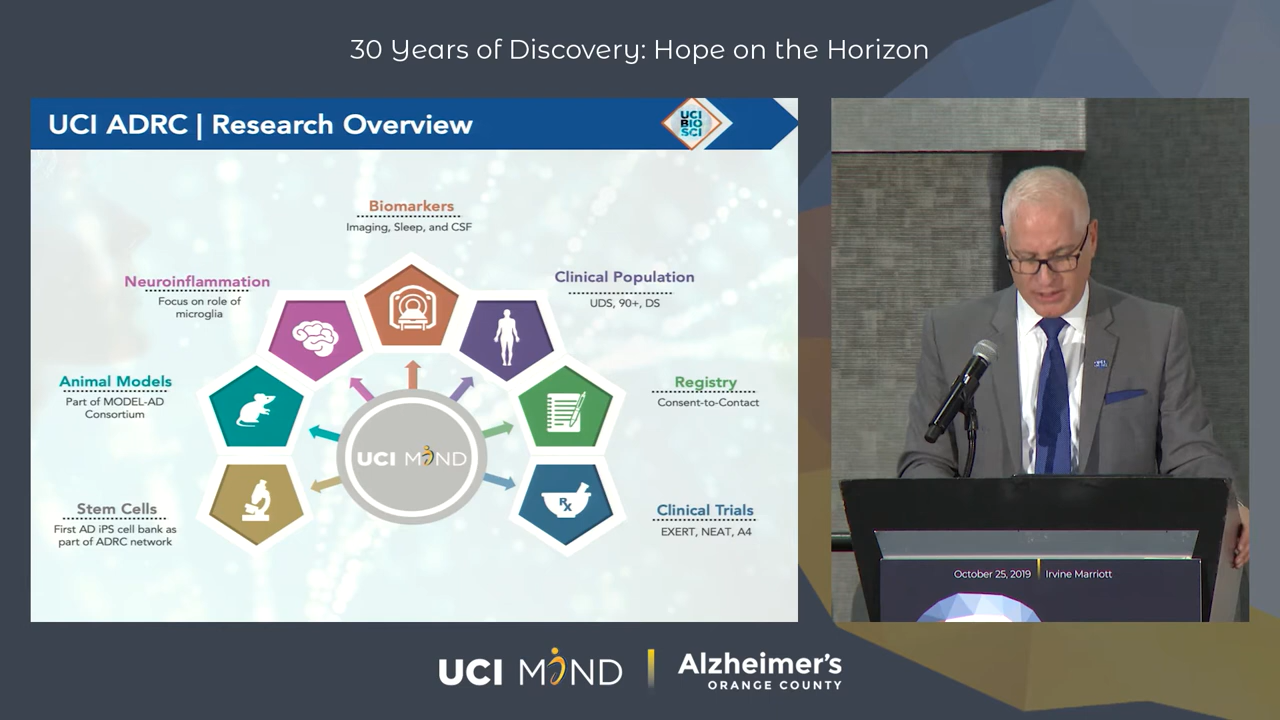 30 Years of Discovery: Hope on the Horizon
UCI ADRC | Research Overview
UCI
BIO
SCI
Biomarkers
Imaging, Sleep, and CSF
Neuroinflammation
Focus on role of
microglia
Clinical Population
UDS, 90+, DS
Animal Models
Part of MODEL-AD
Consortium
Registry
Consent-to-Contact
UCI MIND
Stem Cells
First AD iPS cell bank as
part of ADRC network
Rx
Clinical Trials
EXERT, NEAT, A4
October 25, 2019 | Irvine Marriott
UCI MIND | Alzheimer's
ORANGE COUNTY